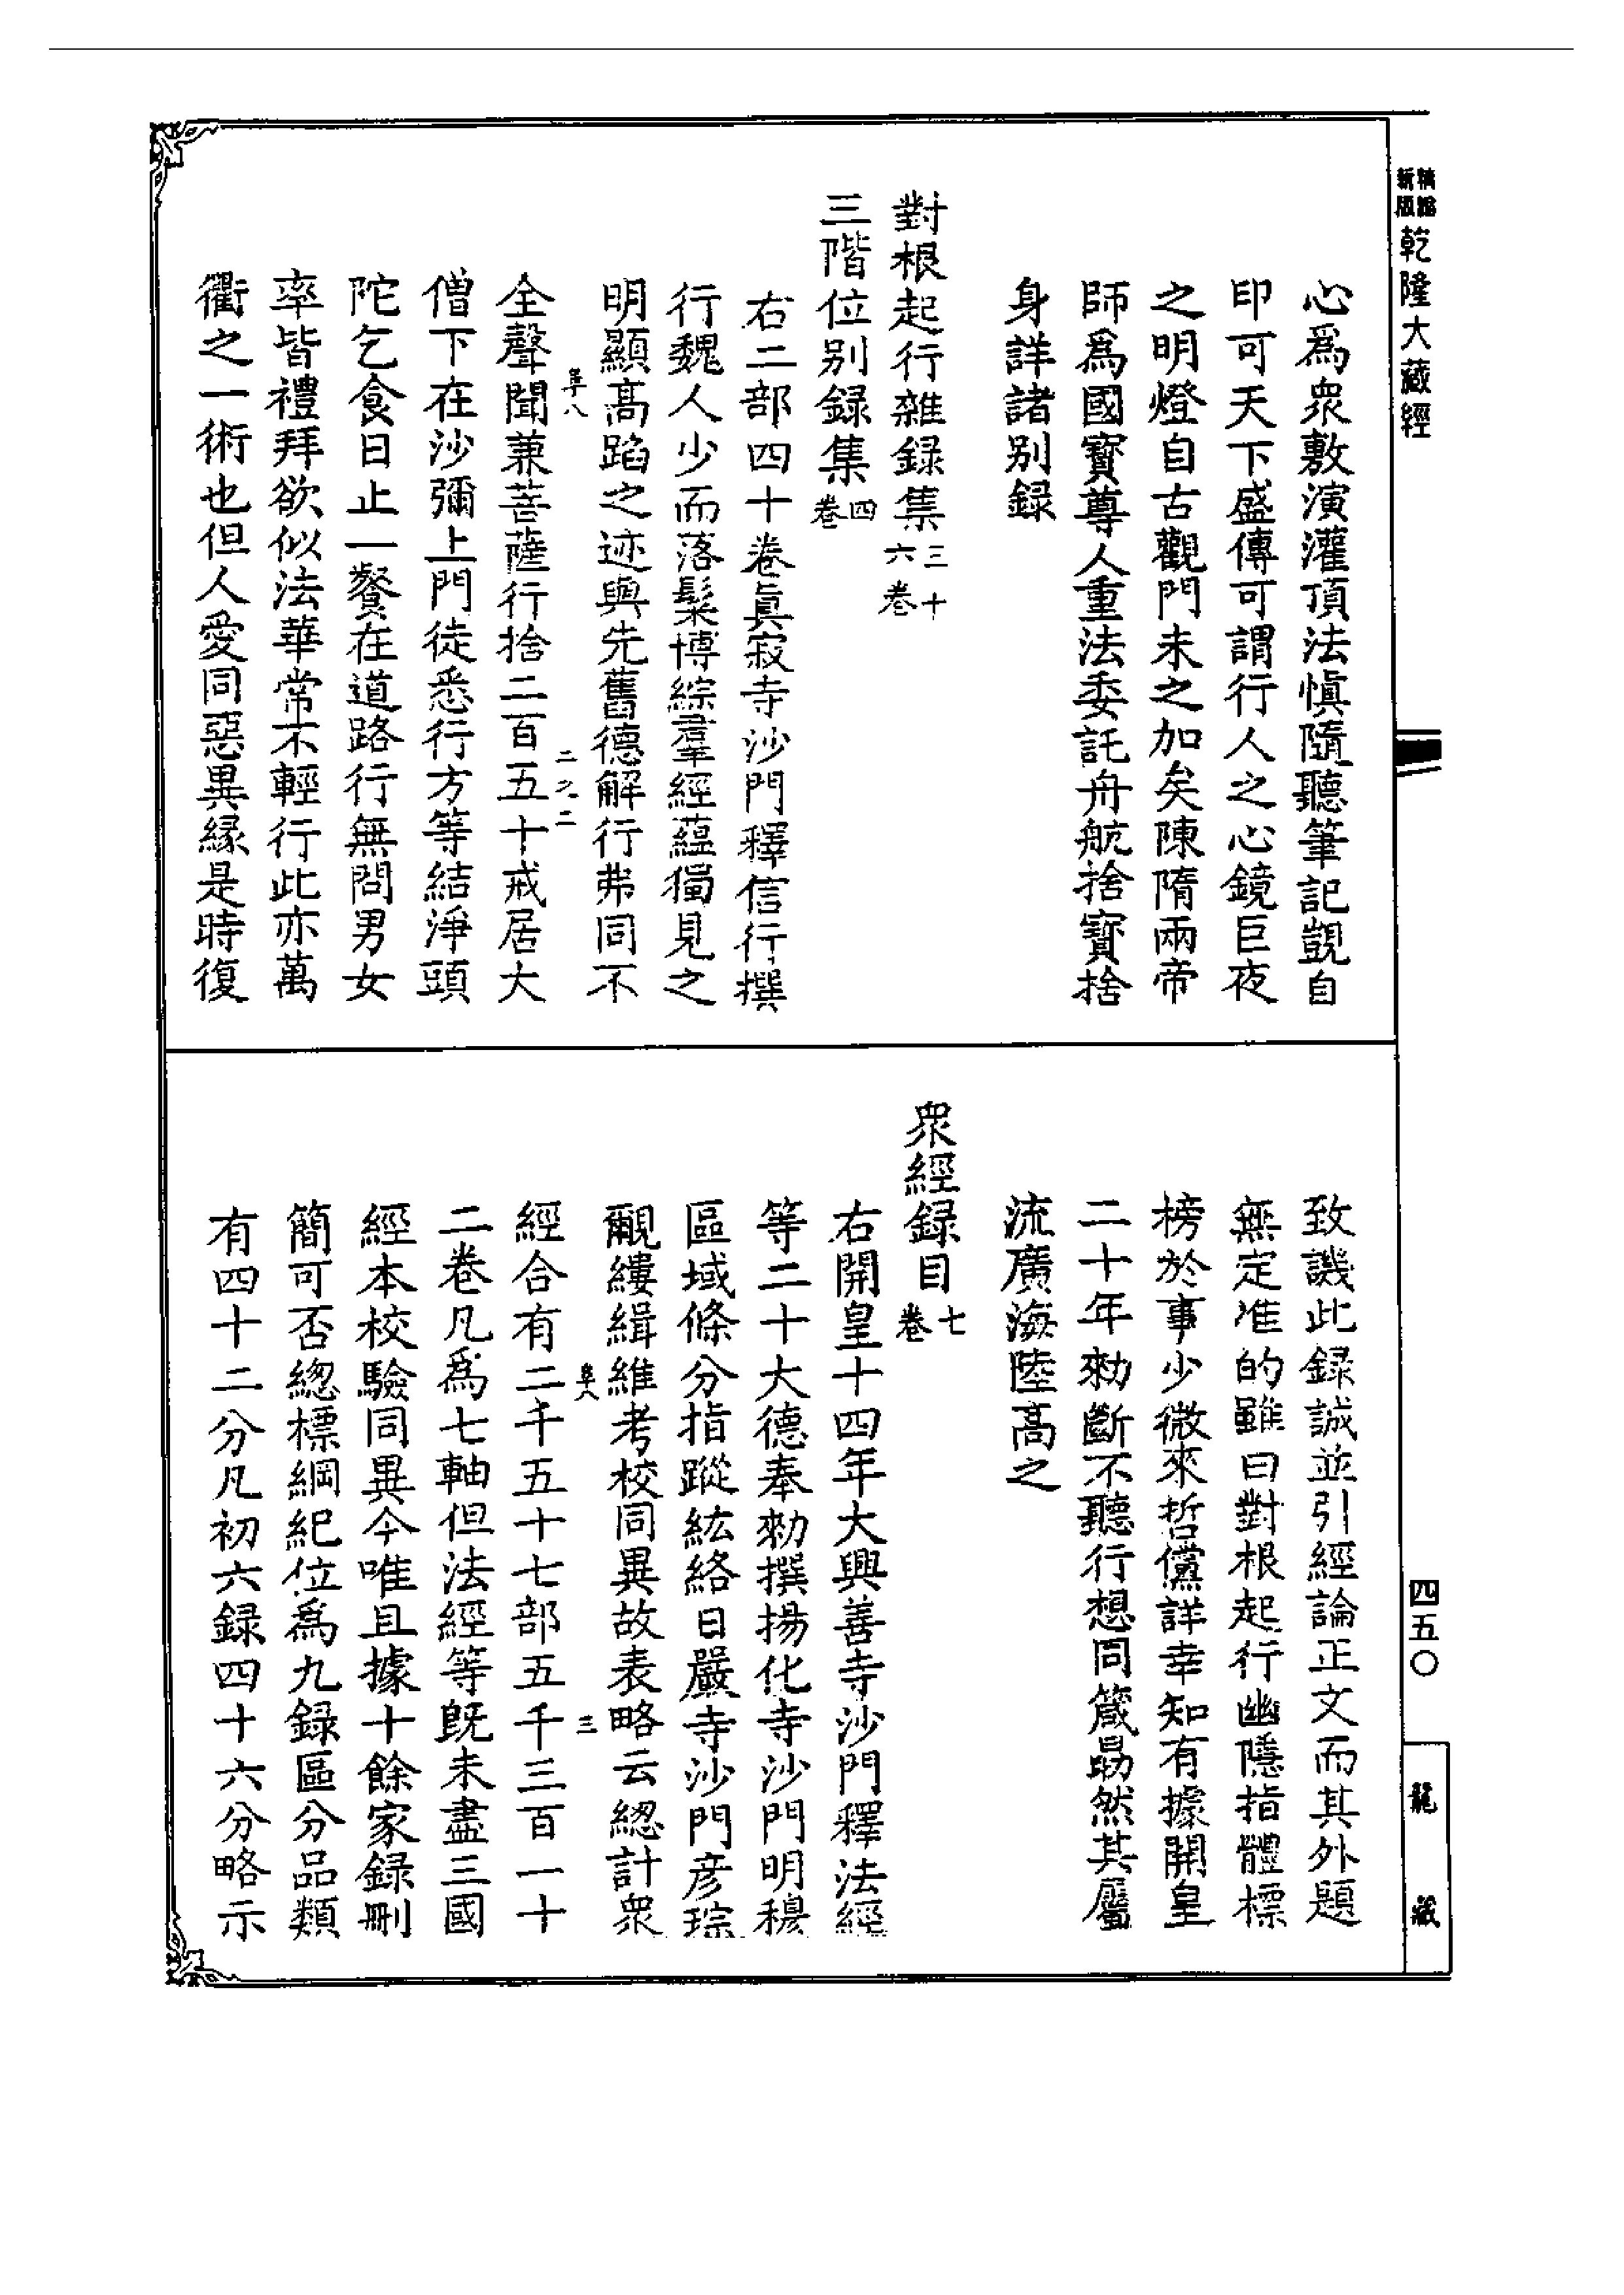 乾隆大藏經
心爲衆敷演灌頂法愼隨聽筆記覬自
印可天下盛傳可謂行人之心鏡巨夜
之明燈自古觀門未之加矣陳隋兩帝
師爲國寳尊人重法委託舟航捨寳捨
身詳諸别録
對根起行雜録集三十六卷
三階位别録集四卷
右二部四十卷眞寂寺沙門釋信行撰
行魏人少而落髮博綜羣經蘊獨見之
明顯髙蹈之迹與先舊德解行弗同不
全聲聞兼菩薩行捨二百五十戒居大
僧下在沙彌上門徒悉行方等結淨頭
陀乞食日止一餐在道路行無問男女
率皆禮拜欲似法華常不輕行此亦萬
衢之一術也但人愛同惡異緣是時復
致譏此録誠並引經論正文而其外題
無定准的雖曰對根起行幽隱指體標
榜於事少微來哲儻詳幸知有據開皇
二十年勑斷不聽行想同箴勗然其屬
流廣海陸高之
衆經録目七卷
右開皇十四年大興善寺沙門釋法經
等二十大德奉勑撰揚化寺沙門明穆
區域條分指蹤紘絡日嚴寺沙門彦琮
覼縷緝維考校同異故表略云緫計衆
經合有二千五十七部五千三百一十
二卷凡爲七軸但法經等旣未盡三國
經本校驗同異今唯且據十餘家録刪
簡可否緫標綱紀位爲九録區分品類
有四十二分凡初六録四十六分略示
四五〇
龍藏